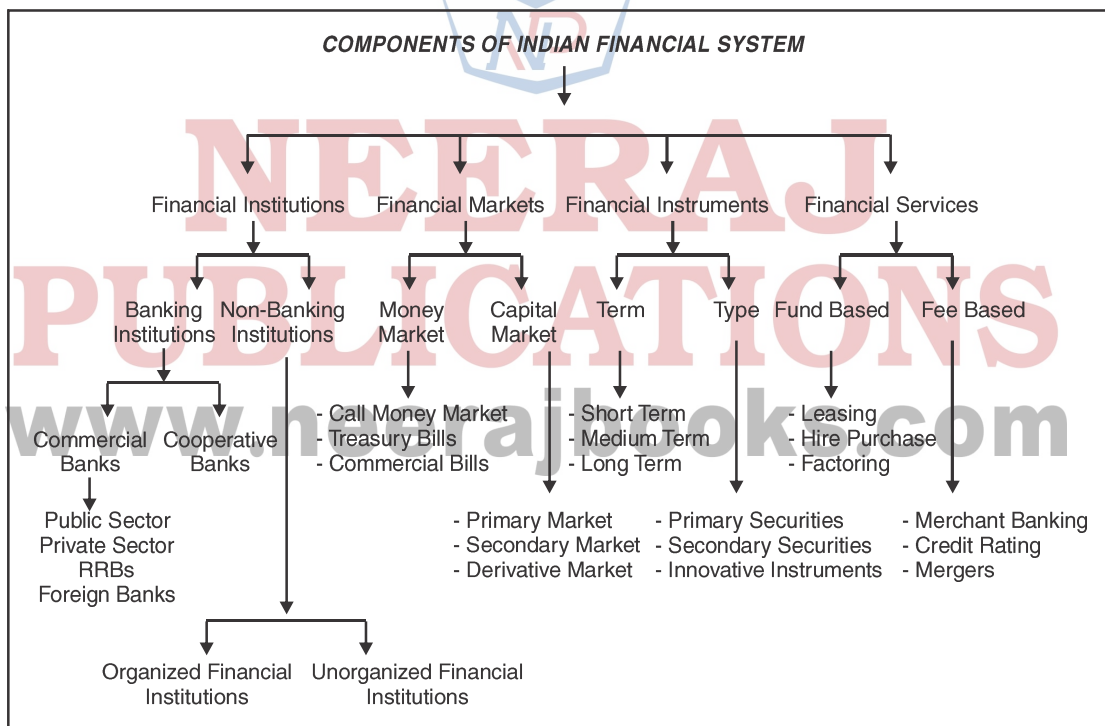 COMPONENTS OF INDIAN FINANCIAL SYSTEM
NEERAJ
PUBLICATIONS
www.neerajbooks.com
Financial Institutions
Financial Markets
Financial Instruments
Financial Services
Banking
Institutions
Non-Banking
Institutions
Money
Market
Capital
Market
Term
Type
Fund Based
Fee Based
Commercial
Banks
Cooperative
Banks
- Call Money Market
- Treasury Bills
- Commercial Bills
- Short Term
- Medium Term
- Long Term
- Leasing
- Hire Purchase
- Factoring
Public Sector
Private Sector
RRBs
Foreign Banks
- Primary Market
- Secondary Market
- Derivative Market
- Primary Securities
- Secondary Securities
- Innovative Instruments
- Merchant Banking
- Credit Rating
- Mergers
Organized Financial
Institutions
Unorganized Financial
Institutions